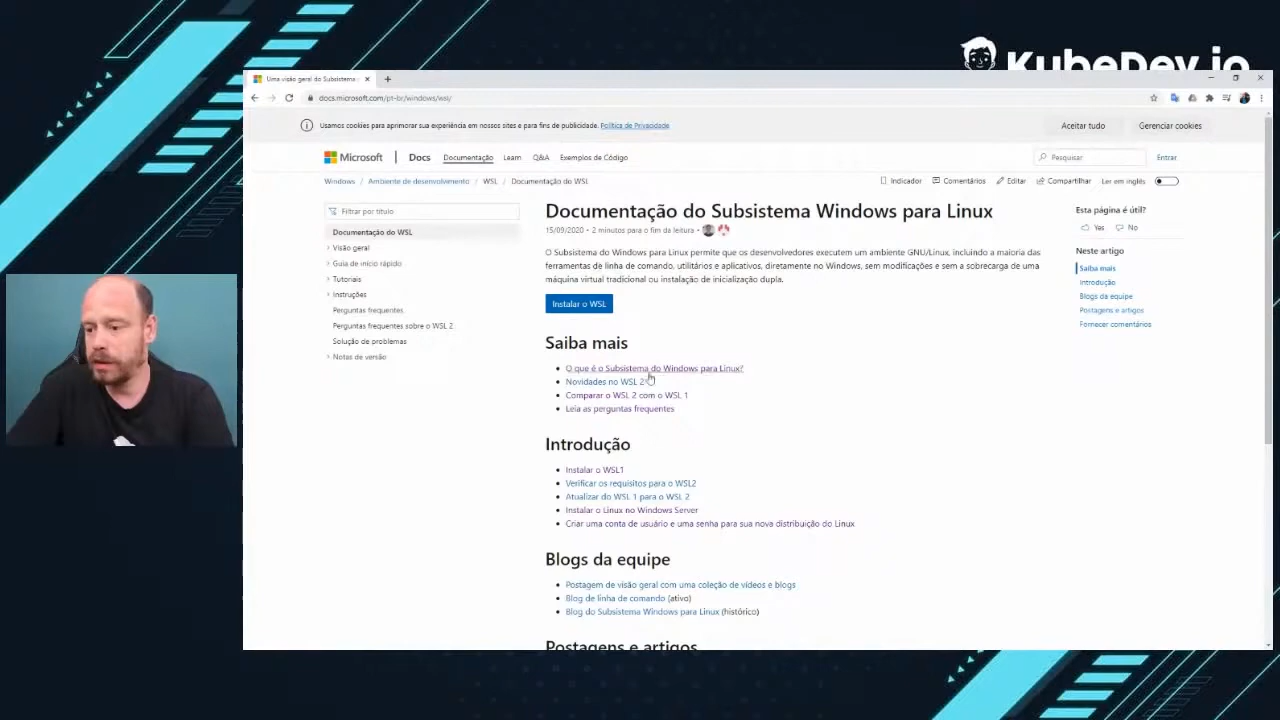 KubeDev.io
Uma visão geral do Subsistema
docs.microsoft.com/pt-br/windows/wsl/
Usamos cookies para aprimorar sua experiência em nossos sites e para fins de publicidade. Política de Privacidade
Aceitar tudo
Gerenciar cookies
Microsoft
Docs
Documentação
Learn
Q&A
Exemplos de Código
Pesquisar
Entrar
Windows / Ambiente de desenvolvimento / WSL / Documentação do WSL
Indicador
Comentários
Editar
Compartilhar
Ler em inglês
Filtrar por título
Documentação do WSL
Visão geral
Guia de início rápido
Tutoriais
Instruções
Perguntas frequentes
Perguntas frequentes sobre o WSL 2
Solução de problemas
Notas de versão
Documentação do Subsistema Windows para Linux
15/09/2020 • 2 minutos para o fim da leitura •
O Subsistema do Windows para Linux permite que os desenvolvedores executem um ambiente GNU/Linux, incluindo a maioria das
ferramentas de linha de comando, utilitários e aplicativos, diretamente no Windows, sem modificações e sem a sobrecarga de uma
máquina virtual tradicional ou instalação de inicialização dupla.
Instalar o WSL
Saiba mais
O que é o Subsistema do Windows para Linux?
Novidades no WSL 2
Comparar o WSL 2 com o WSL 1
Leia as perguntas frequentes
Introdução
Instalar o WSL1
Verificar os requisitos para o WSL2
Atualizar do WSL 1 para o WSL 2
Instalar o Linux no Windows Server
Criar uma conta de usuário e uma senha para sua nova distribuição do Linux
Blogs da equipe
Postagem de visão geral com uma coleção de vídeos e blogs
Blog de linha de comando (ativo)
Blog do Subsistema Windows para Linux (histórico)
Postagens e artigos
Esta página é útil?
Yes
No
Neste artigo
Saiba mais
Introdução
Blogs da equipe
Postagens e artigos
Fornecer comentários